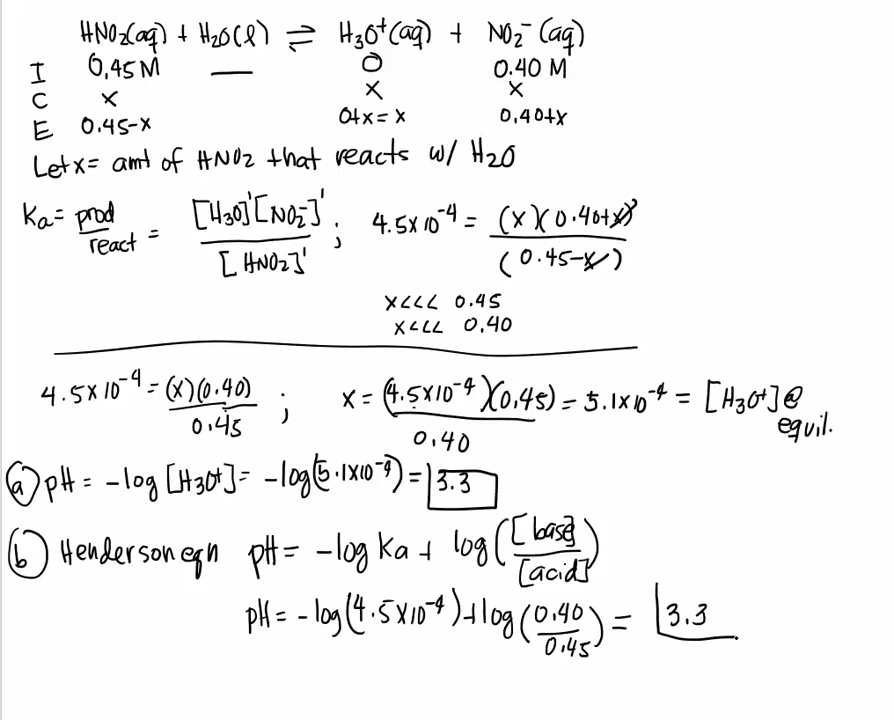 HNO₂(aq) + H₂O(l) ⇌ H₃O⁺(aq) + NO₂⁻(aq)
I 0.45M — 0 0.40 M
C x x x
E 0.45-x 0+x = x 0.40+x
Let x = amt of HNO₂ that reacts w/ H₂O
Ka = prod/react = [H₃O]'[NO₂⁻]'/[HNO₂]' ; 4.5x10⁻⁴ = (x)(0.40+x)/(0.45-x)
x<<< 0.45
x<<< 0.40
4.5x10⁻⁴ = (x)(0.40)/0.45 ; x = (4.5x10⁻⁴)(0.45)/0.40 = 5.1x10⁻⁴ = [H₃O⁺]@
equil.
(a) pH = -log [H₃O⁺] = -log(5.1x10⁻⁴) = 3.3
(b) Henderson eqn pH = -log Ka + log([base]/[acid])
pH = -log(4.5x10⁻⁴) + log(0.40/0.45) = 3.3